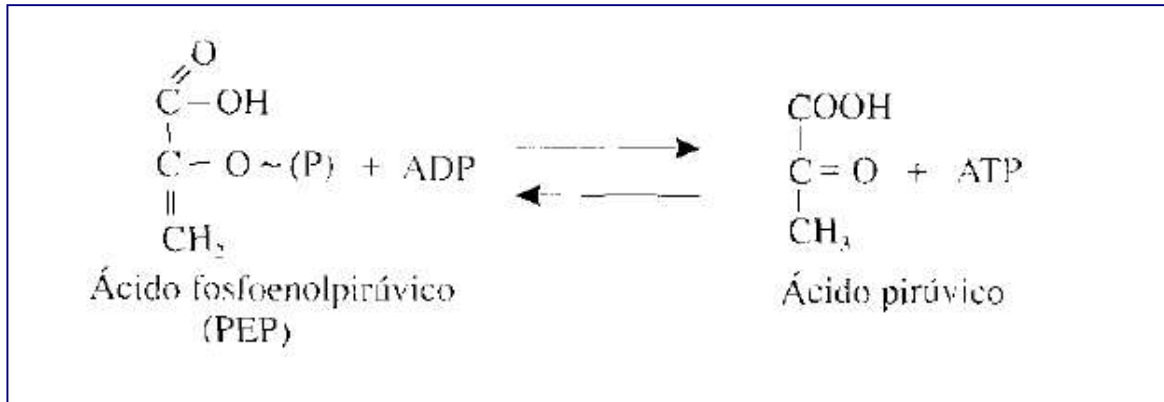 O
C – OH
C – O ~ (P) + ADP
CH₂
Ácido fosfoenolpirúvico
(PEP)
COOH
C = O + ATP
CH₃
Ácido pirúvico